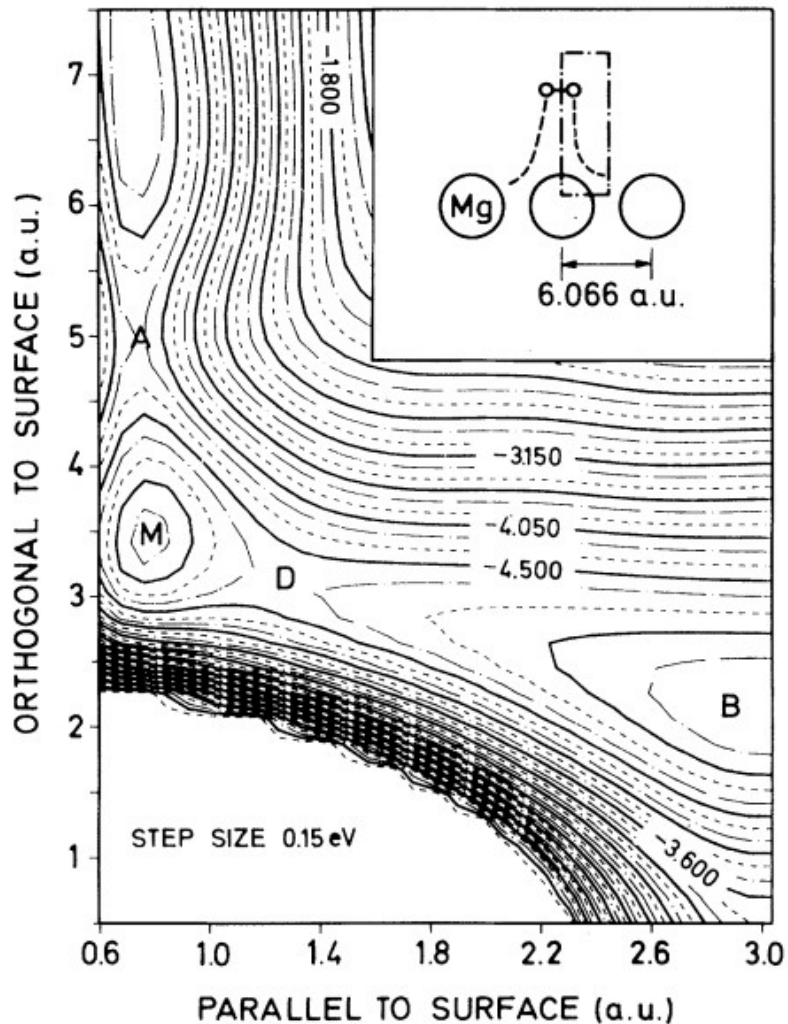 ORTHOGONAL TO SURFACE (a.u.)
7
6
5
4
3
2
1
-1.800
Mg
6.066 a.u.
A
-3.150
M
-4.050
-4.500
D
B
STEP SIZE 0.15 eV
-3.600
0.6 1.0 1.4 1.8 2.2 2.6 3.0
PARALLEL TO SURFACE (a.u.)